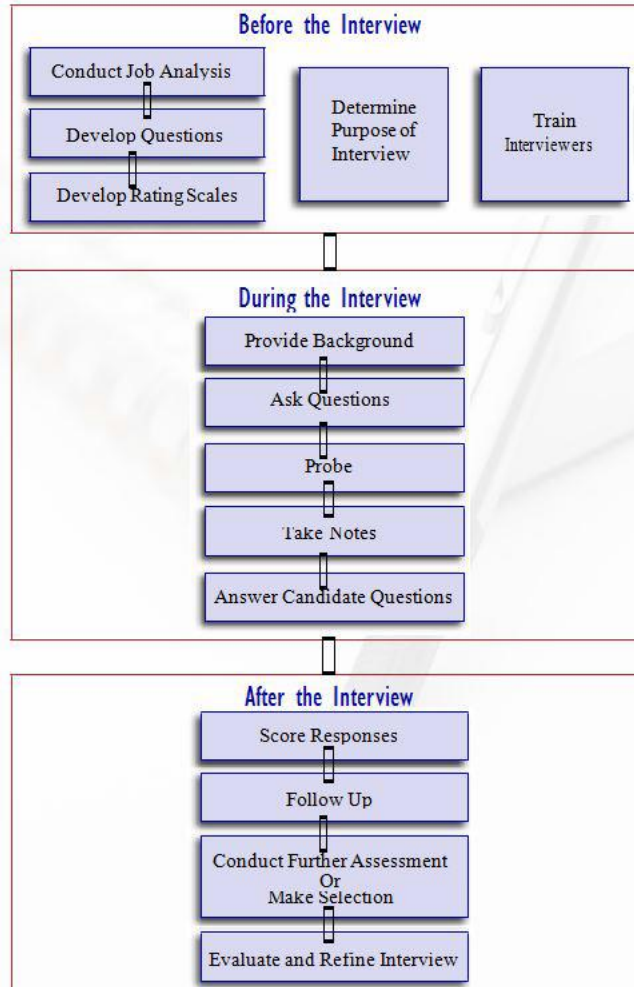 Before the Interview
Conduct Job Analysis
Develop Questions
Develop Rating Scales
Determine
Purpose of
Interview
Train
Interviewers
During the Interview
Provide Background
Ask Questions
Probe
Take Notes
Answer Candidate Questions
After the Interview
Score Responses
Follow Up
Conduct Further Assessment
Or
Make Selection
Evaluate and Refine Interview